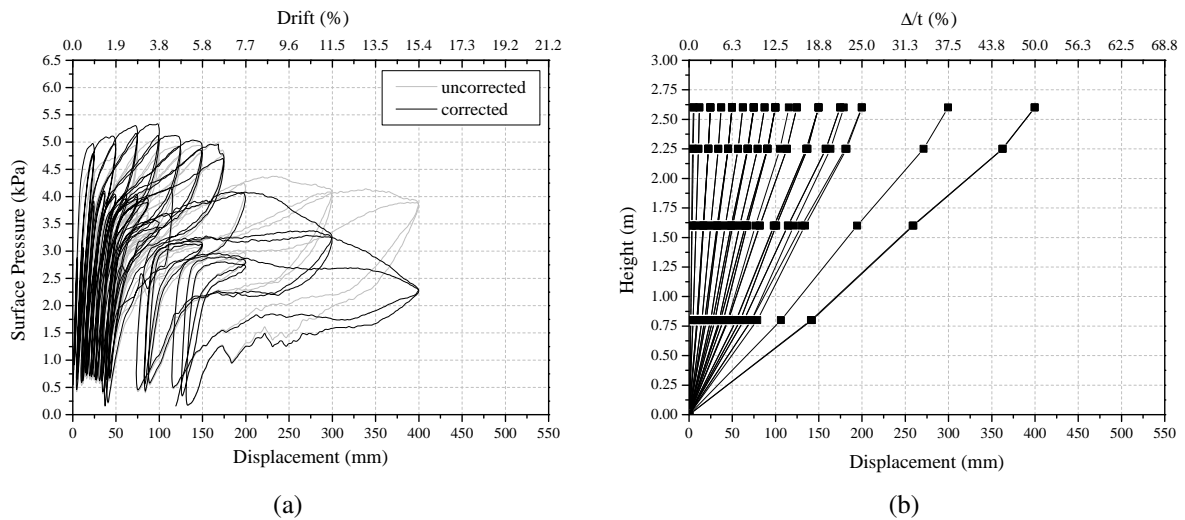 Drift (%)
0.0 1.9 3.8 5.8 7.7 9.6 11.5 13.5 15.4 17.3 19.2 21.2
6.5
6.0
5.5
5.0
4.5
4.0
3.5
3.0
2.5
2.0
1.5
1.0
0.5
0.0
Surface Pressure (kPa)
uncorrected
corrected
0 50 100 150 200 250 300 350 400 450 500 550
Displacement (mm)
(a)
Δ/t (%)
0.0 6.3 12.5 18.8 25.0 31.3 37.5 43.8 50.0 56.3 62.5 68.8
3.00
2.75
2.50
2.25
2.00
1.75
1.50
1.25
1.00
0.75
0.50
0.25
0.00
Height (m)
0 50 100 150 200 250 300 350 400 450 500 550
Displacement (mm)
(b)